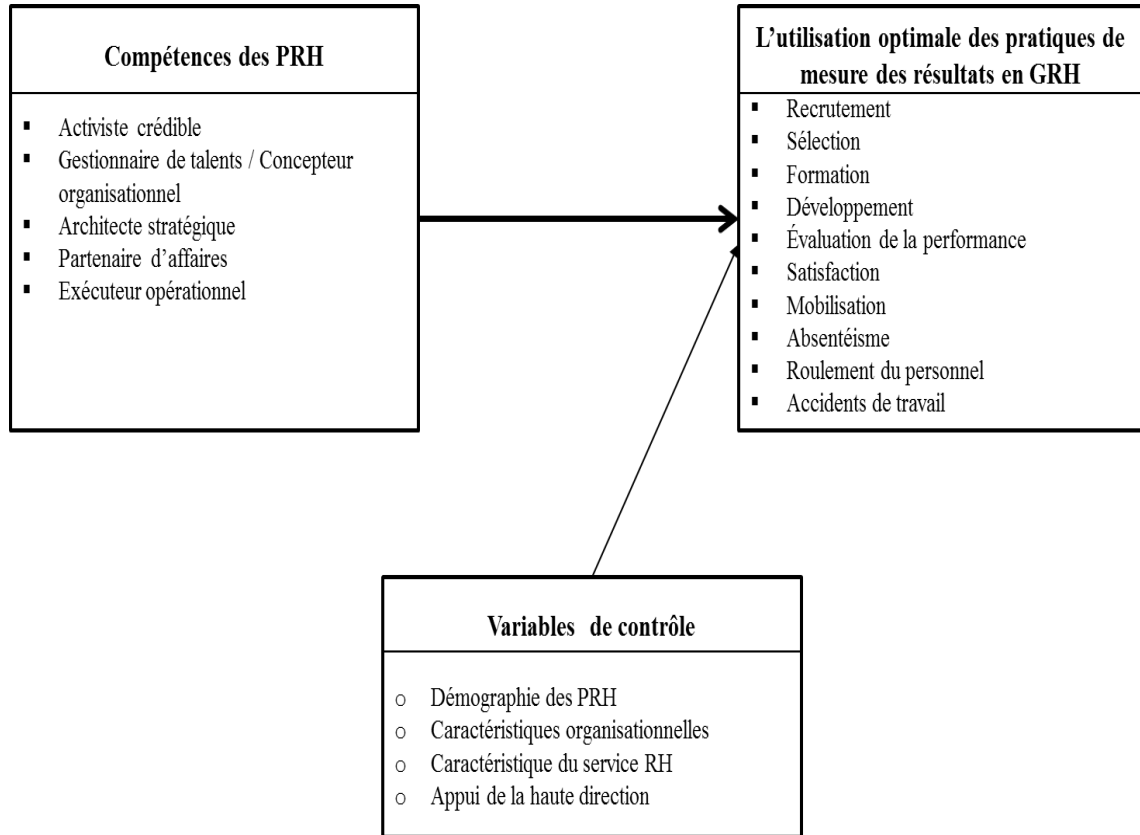 Compétences des PRH
▪ Activiste crédible
▪ Gestionnaire de talents / Concepteur
organisationnel
▪ Architecte stratégique
▪ Partenaire d’affaires
▪ Exécuteur opérationnel
L’utilisation optimale des pratiques de
mesure des résultats en GRH
▪ Recrutement
▪ Sélection
▪ Formation
▪ Développement
▪ Évaluation de la performance
▪ Satisfaction
▪ Mobilisation
▪ Absentéisme
▪ Roulement du personnel
▪ Accidents de travail
Variables de contrôle
o Démographie des PRH
o Caractéristiques organisationnelles
o Caractéristique du service RH
o Appui de la haute direction